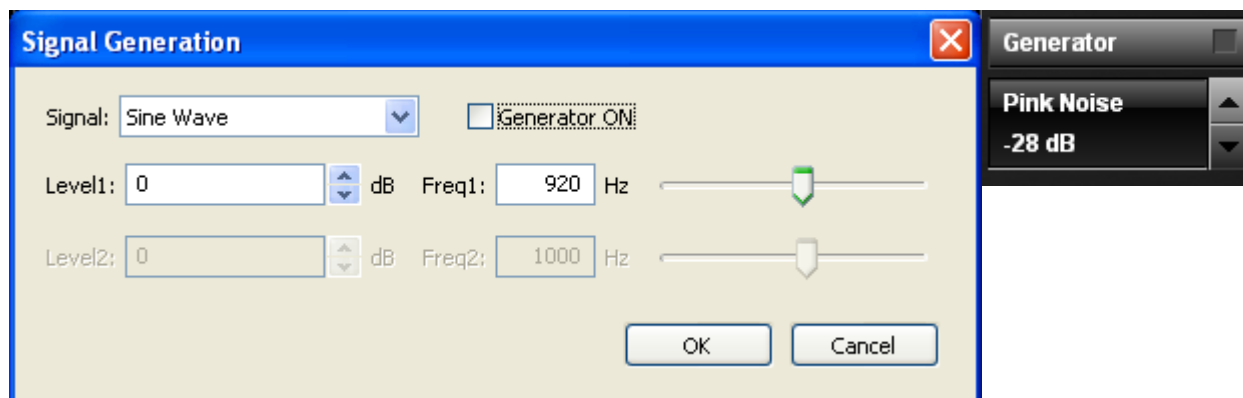 Signal Generation
Signal: Sine Wave Generator ON
Level1: 0 dB Freq1: 920 Hz
Level2: 0 dB Freq2: 1000 Hz
OK Cancel
Generator
Pink Noise
-28 dB